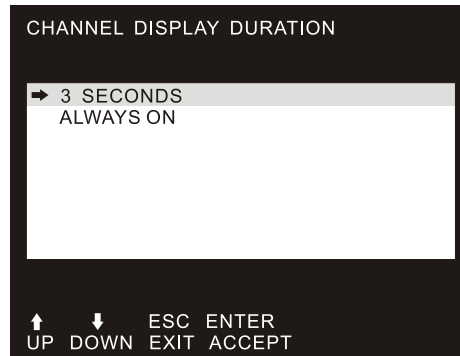 CHANNEL DISPLAY DURATION
➡ 3 SECONDS
ALWAYS ON
⬆ ⬇ ESC ENTER
UP DOWN EXIT ACCEPT